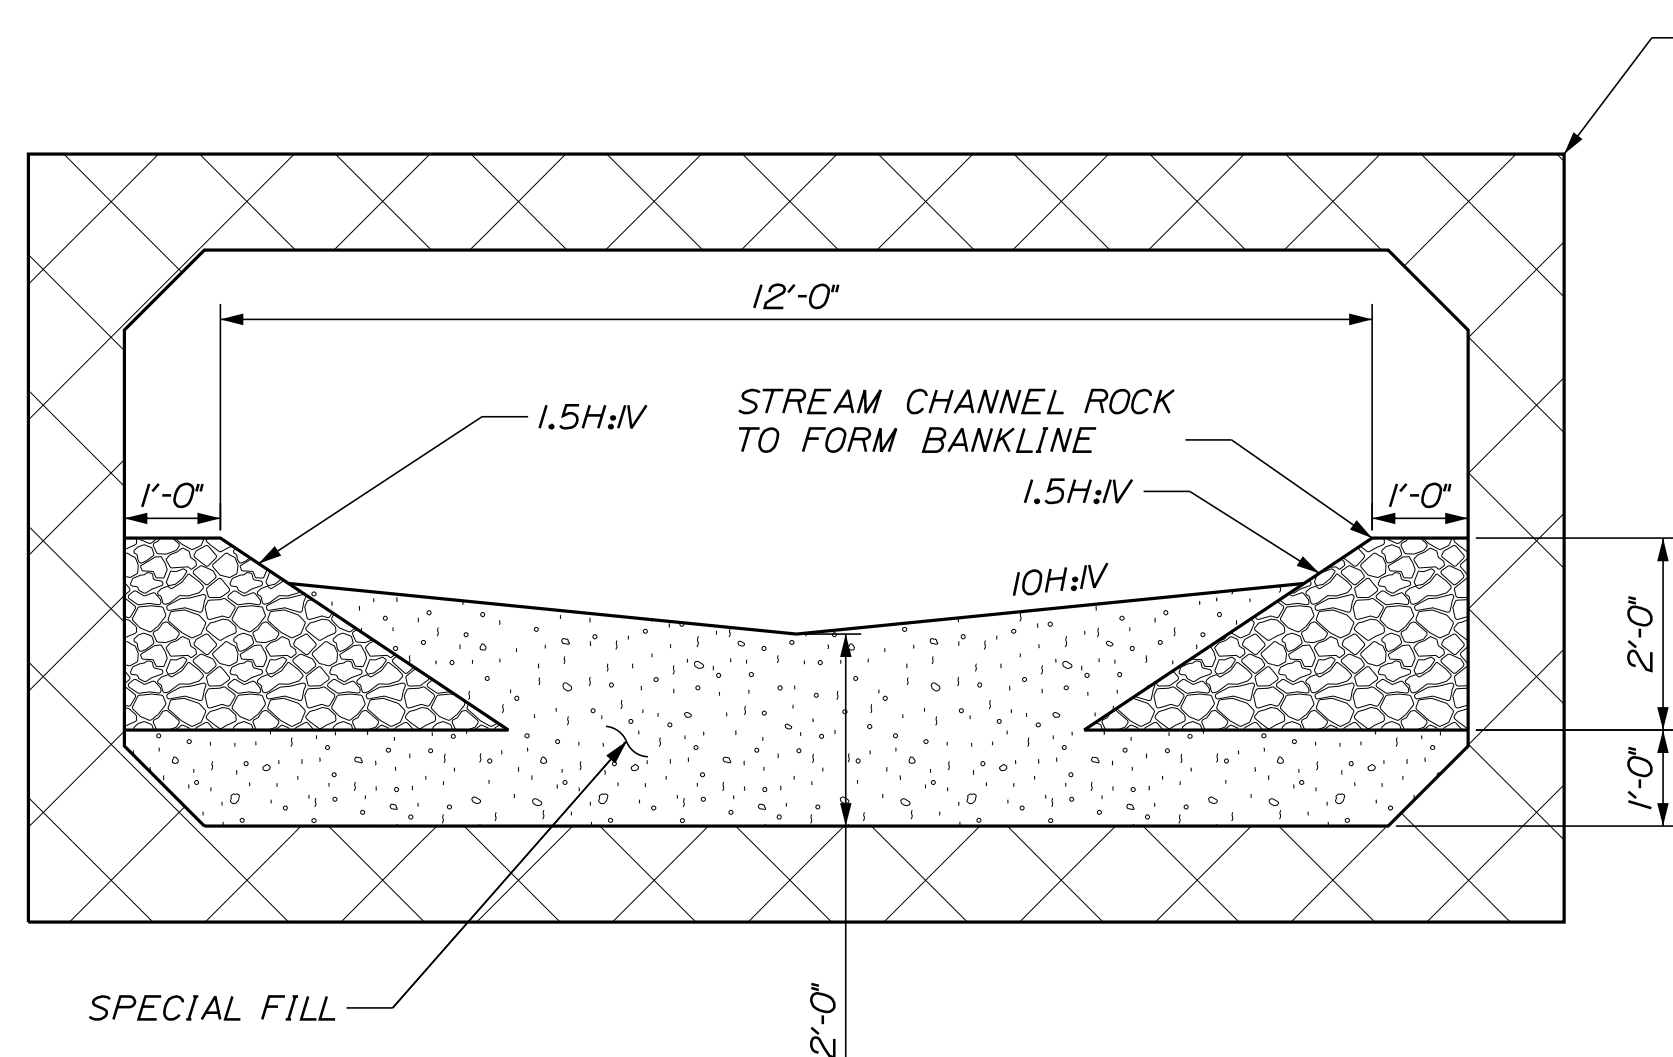 12'-0"
STREAM CHANNEL ROCK
TO FORM BANKLINE
1.5H:1V
1.5H:1V
1'-0"
1'-0"
10H:1V
2'-0"
1'-0"
SPECIAL FILL
2'-0"